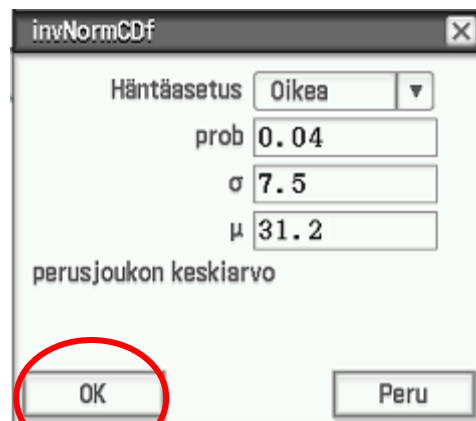 invNormCDf
Häntäasetus Oikea
prob 0.04
σ 7.5
μ 31.2
perusjoukon keskiarvo
OK Peru